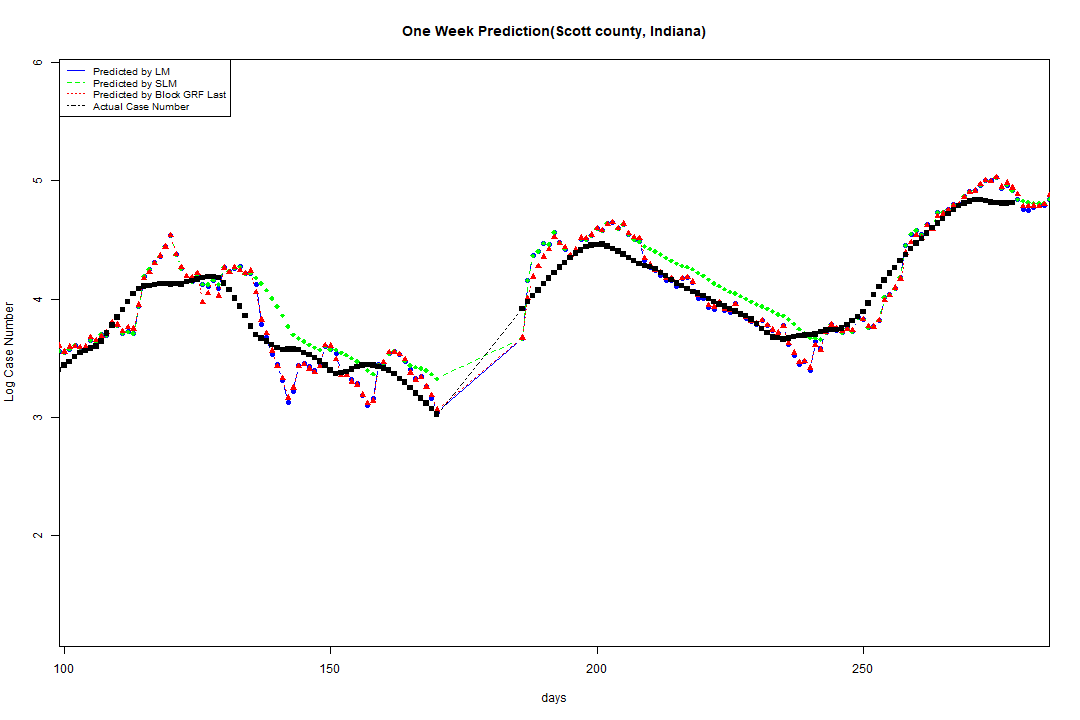 One Week Prediction(Scott county, Indiana)
Predicted by LM
Predicted by SLM
Predicted by Block GRF Last
Actual Case Number
6
5
4
3
2
Log Case Number
100 150 200 250
days